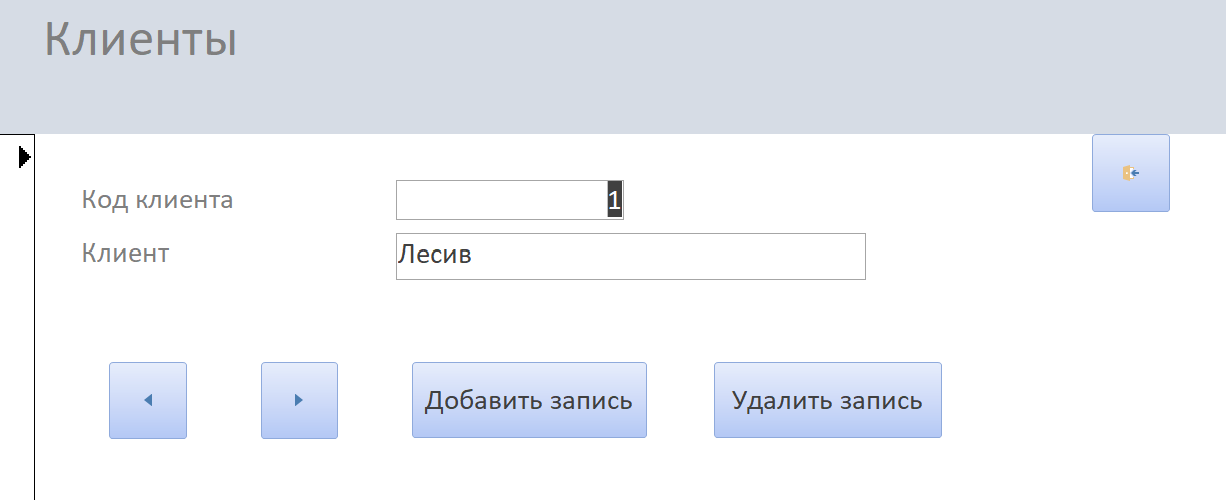 Клиенты
Код клиента 1
Клиент Лесив
Добавить запись Удалить запись